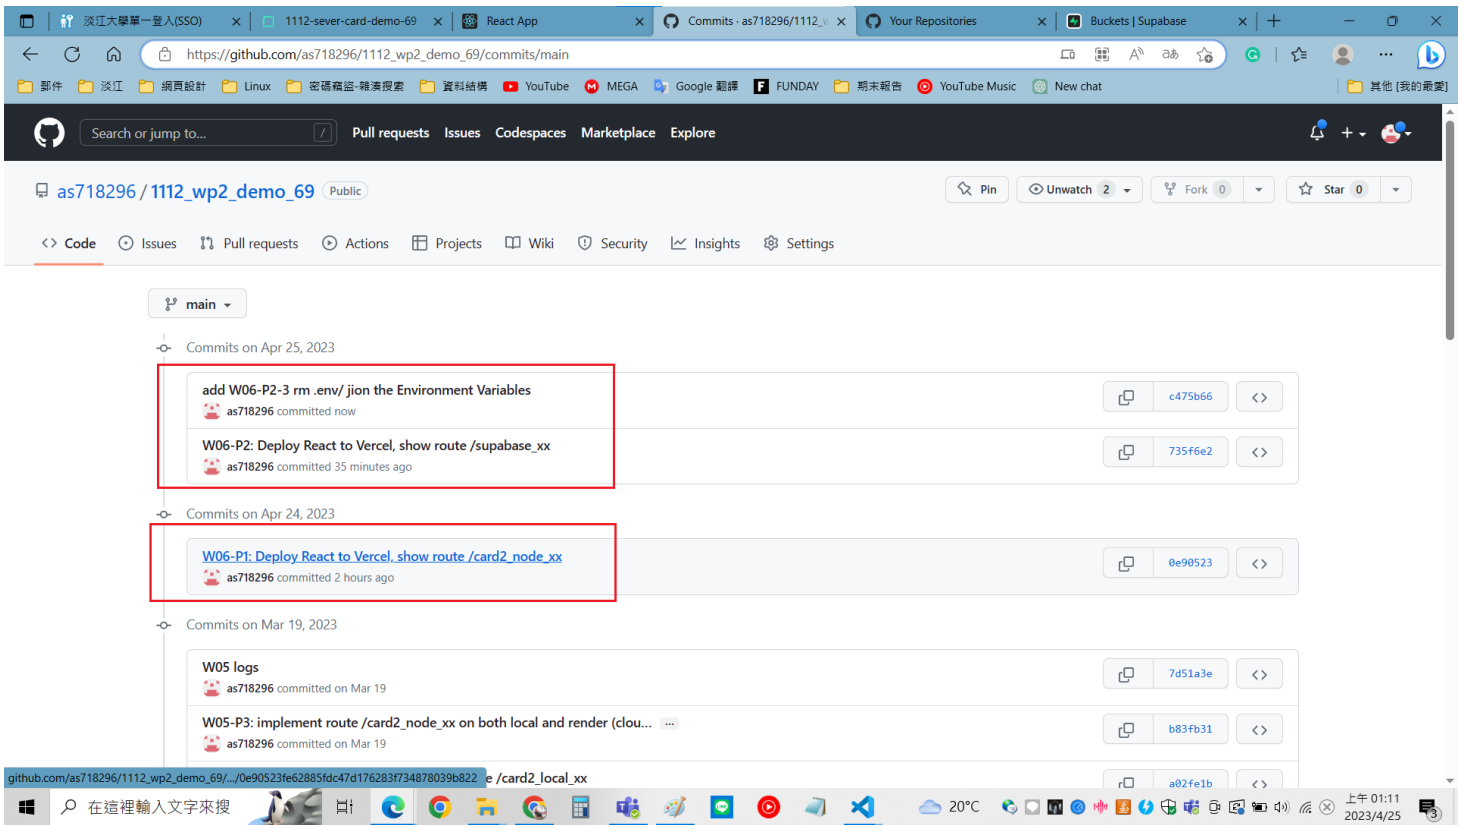 淡江大學單一登入(SSO)
1112-sever-card-demo-69
React App
Commits · as718296/1112_w
Your Repositories
Buckets | Supabase
https://github.com/as718296/1112_wp2_demo_69/commits/main
郵件 淡江 網頁設計 Linux 密碼竊盜-雜湊搜索 資料結構 YouTube MEGA Google 翻譯 FUNDAY 期末報告 YouTube Music New chat 其他 [我的最愛]
Search or jump to... / Pull requests Issues Codespaces Marketplace Explore
as718296 / 1112_wp2_demo_69 Public Pin Unwatch 2 Fork 0 Star 0
Code Issues Pull requests Actions Projects Wiki Security Insights Settings
main
Commits on Apr 25, 2023
add W06-P2-3 rm .env/ jion the Environment Variables
as718296 committed now
c475b66
W06-P2: Deploy React to Vercel, show route /supabase_xx
as718296 committed 35 minutes ago
735f6e2
Commits on Apr 24, 2023
W06-P1: Deploy React to Vercel, show route /card2_node_xx
as718296 committed 2 hours ago
0e90523
Commits on Mar 19, 2023
W05 logs
as718296 committed on Mar 19
7d51a3e
W05-P3: implement route /card2_node_xx on both local and render (clou... ...
as718296 committed on Mar 19
b83fb31
e /card2_local_xx
a02fe1b
github.com/as718296/1112_wp2_demo_69/.../0e90523fe62885fdc47d176283f734878039b822
在這裡輸入文字來搜
20°C
上午 01:11
2023/4/25
3